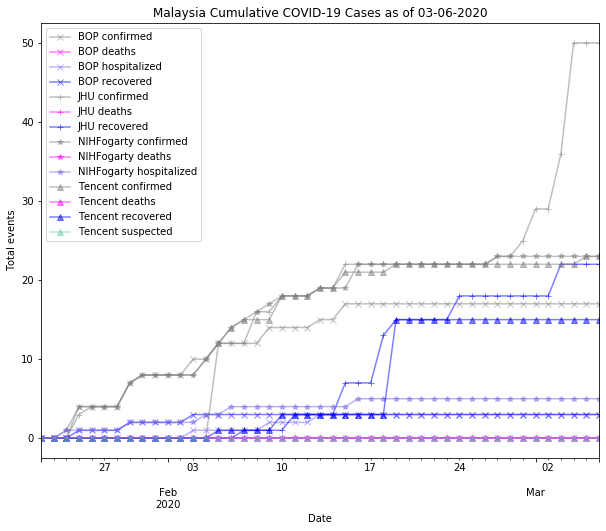 Malaysia Cumulative COVID-19 Cases as of 03-06-2020
BOP confirmed
BOP deaths
BOP hospitalized
BOP recovered
JHU confirmed
JHU deaths
JHU recovered
NIHFogarty confirmed
NIHFogarty deaths
NIHFogarty hospitalized
Tencent confirmed
Tencent deaths
Tencent recovered
Tencent suspected
50
40
30
20
10
0
Total events
27 03 10 17 24 02
Feb Mar
2020
Date